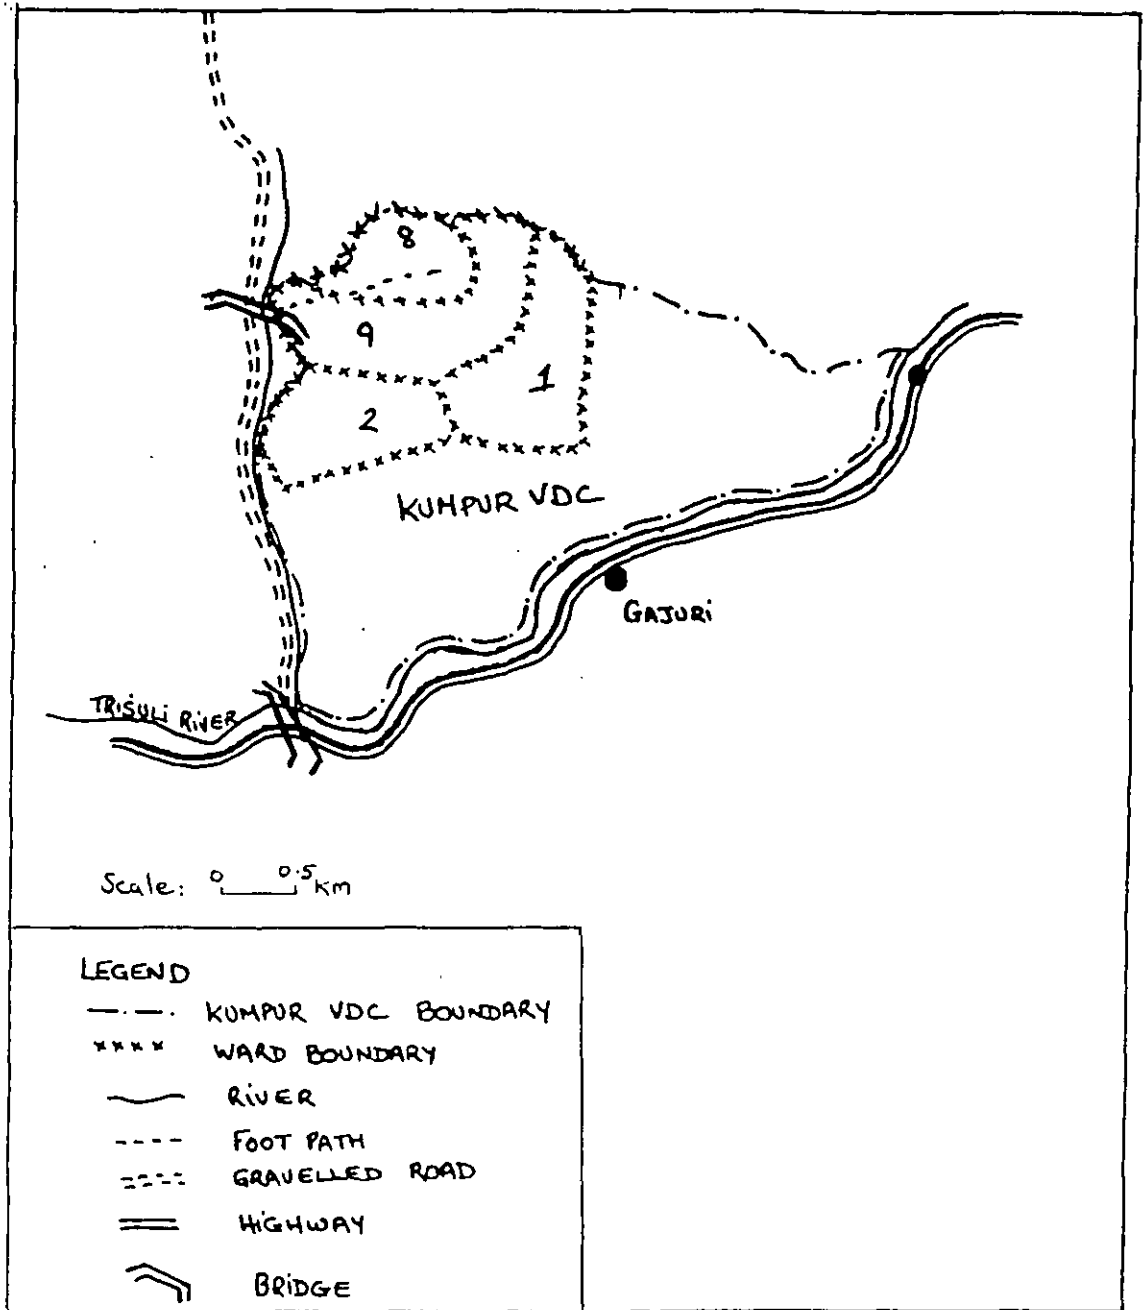 8
9
1
2
KUMPUR VDC
GAJURI
TRISULI RIVER
Scale: 0 0.5 km
LEGEND
KUMPUR VDC BOUNDARY
WARD BOUNDARY
RIVER
FOOT PATH
GRAVELLED ROAD
HIGHWAY
BRIDGE